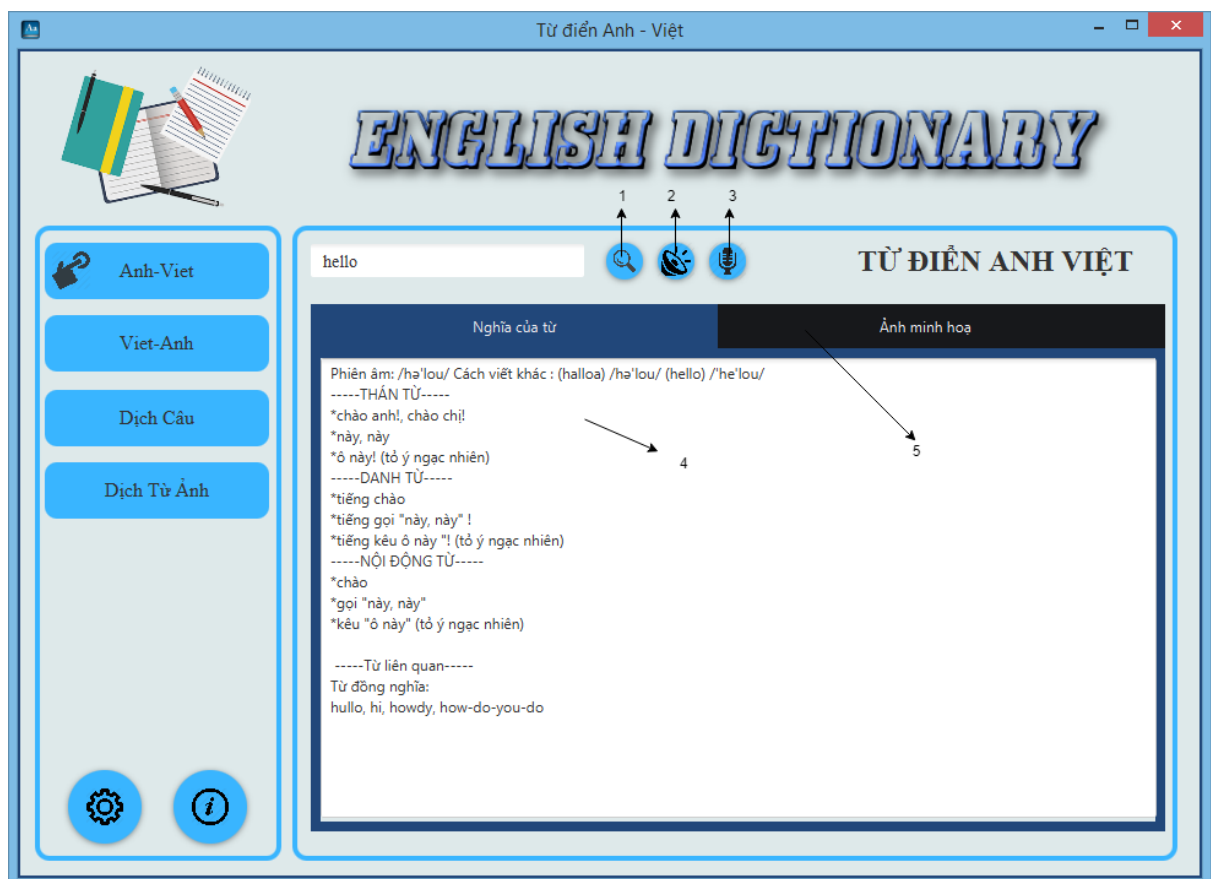 Từ điển Anh - Việt
ENGLISH DICTIONARY
1 2 3
Anh-Viet
Viet-Anh
Dịch Câu
Dịch Từ Ảnh
hello
TỪ ĐIỂN ANH VIỆT
Nghĩa của từ
Ảnh minh hoạ
Phiên âm: /hə'lou/ Cách viết khác : (halloa) /hə'lou/ (hello) /'he'lou/
-----THÁN TỪ-----
*chào anh!, chào chị!
*này, này
*ô này! (tỏ ý ngạc nhiên)
-----DANH TỪ-----
*tiếng chào
*tiếng gọi "này, này" !
*tiếng kêu ô này "! (tỏ ý ngạc nhiên)
-----NỘI ĐỘNG TỪ-----
*chào
*gọi "này, này"
*kêu "ô này" (tỏ ý ngạc nhiên)
-----Từ liên quan-----
Từ đồng nghĩa:
hullo, hi, howdy, how-do-you-do
4
5
i